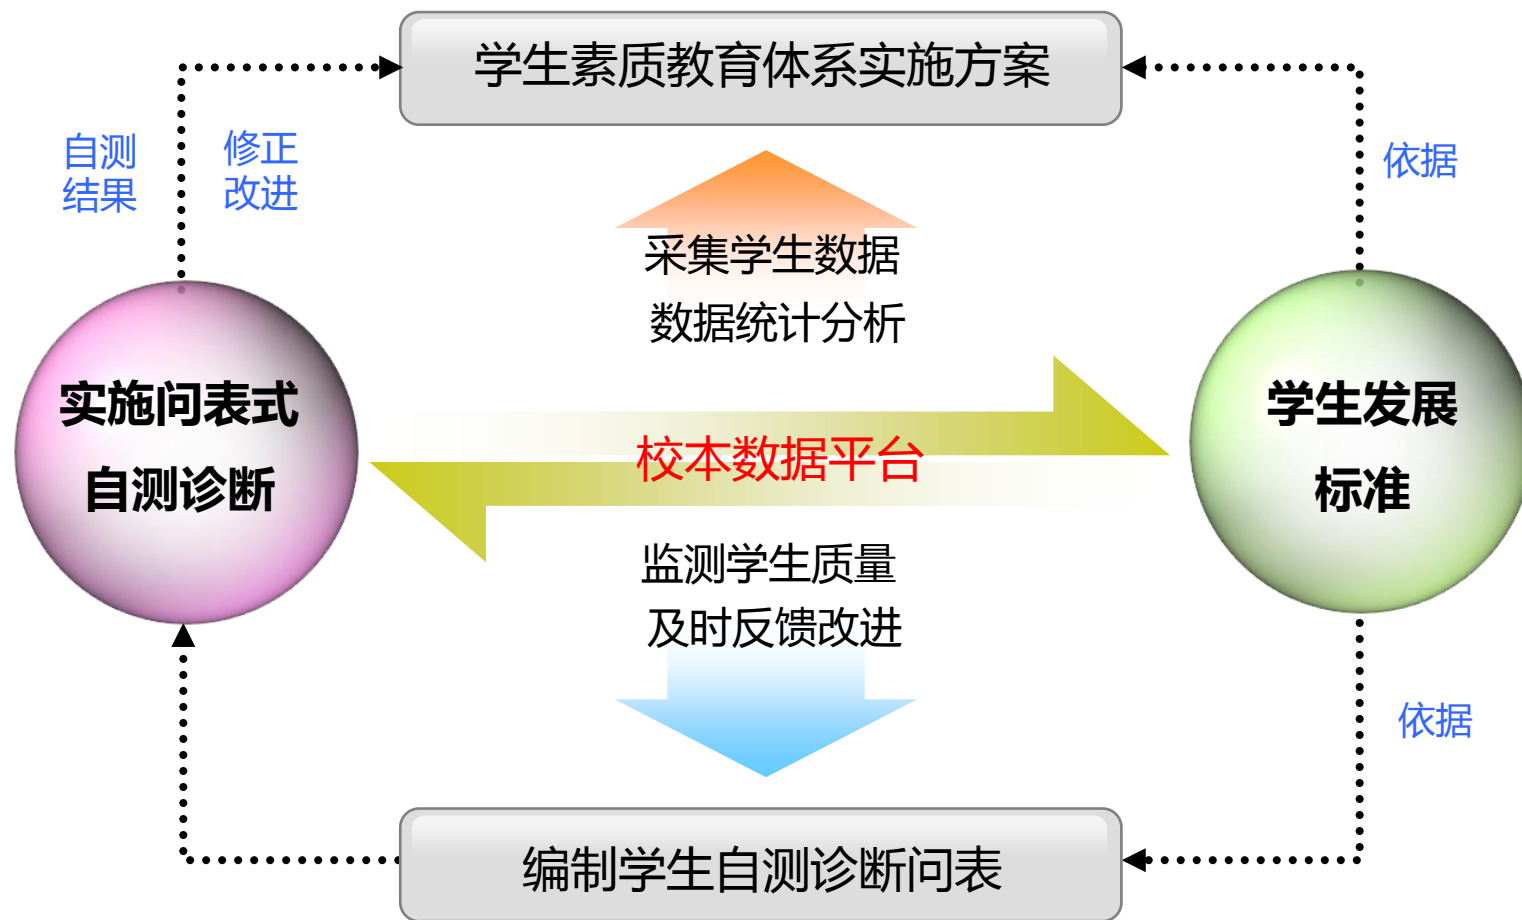 学生素质教育体系实施方案
自测
结果
修正
改进
依据
采集学生数据
数据统计分析
实施问表式
自测诊断
校本数据平台
学生发展
标准
监测学生质量
及时反馈改进
依据
编制学生自测诊断问表